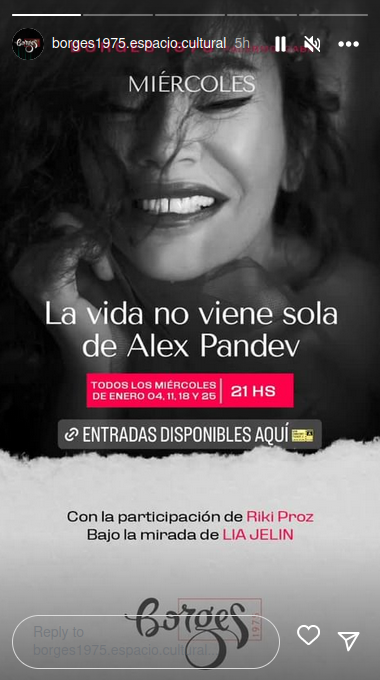 borges1975.espacio.cultural 5h
MIÉRCOLES
La vida no viene sola
de Alex Pandev
TODOS LOS MIÉRCOLES
DE ENERO 04, 11, 18 Y 25
21 HS
ENTRADAS DISPONIBLES AQUÍ
Con la participación de Riki Proz
Bajo la mirada de LIA JELIN
Borges
1975
Reply to
borges1975.espacio.cultural...